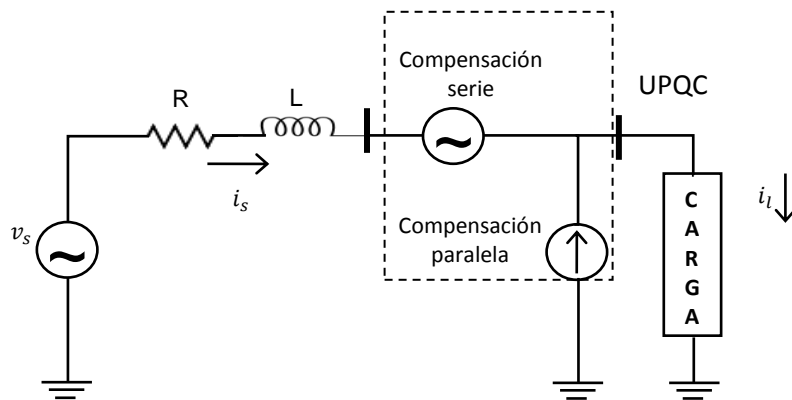 Compensación
serie
UPQC
R
L
i_s
v_s
Compensación
paralela
C
A
R
G
A
i_l